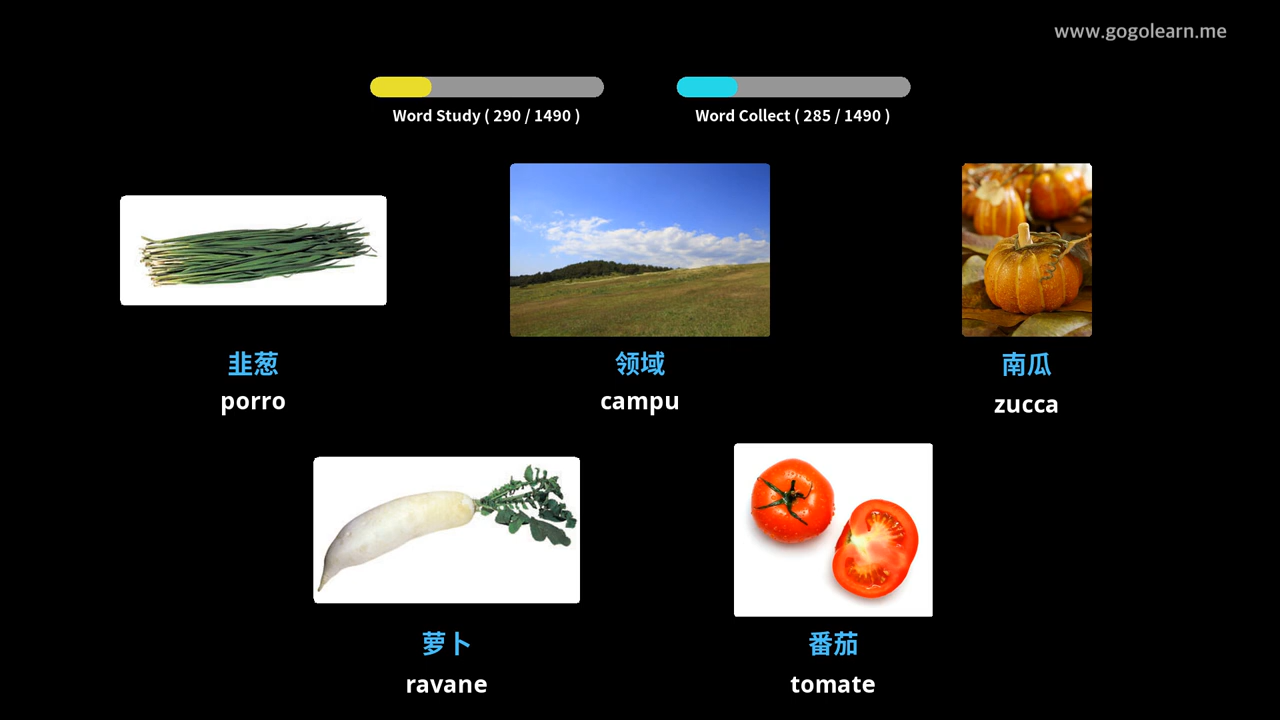 www.gogolearn.me
Word Study ( 290 / 1490 )
Word Collect ( 285 / 1490 )
韭葱
porro
领域
campu
南瓜
zucca
萝卜
ravane
番茄
tomate